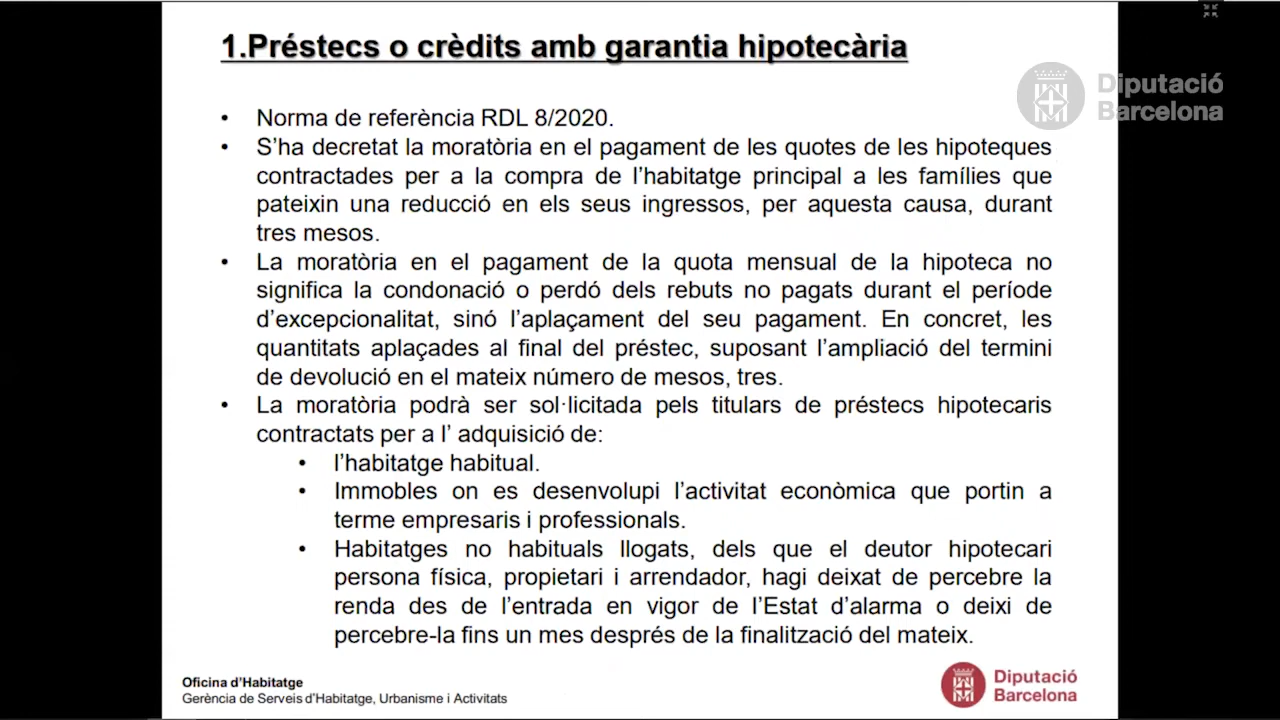 1.Préstecs o crèdits amb garantia hipotecària
Diputació
Barcelona
• Norma de referència RDL 8/2020.
• S’ha decretat la moratòria en el pagament de les quotes de les hipoteques
contractades per a la compra de l’habitatge principal a les famílies que
pateixin una reducció en els seus ingressos, per aquesta causa, durant
tres mesos.
• La moratòria en el pagament de la quota mensual de la hipoteca no
significa la condonació o perdó dels rebuts no pagats durant el període
d’excepcionalitat, sinó l’aplaçament del seu pagament. En concret, les
quantitats aplaçades al final del préstec, suposant l’ampliació del termini
de devolució en el mateix número de mesos, tres.
• La moratòria podrà ser sol·licitada pels titulars de préstecs hipotecaris
contractats per a l’ adquisició de:
• l’habitatge habitual.
• Immobles on es desenvolupi l’activitat econòmica que portin a
terme empresaris i professionals.
• Habitatges no habituals llogats, dels que el deutor hipotecari
persona física, propietari i arrendador, hagi deixat de percebre la
renda des de l’entrada en vigor de l’Estat d’alarma o deixi de
percebre-la fins un mes després de la finalització del mateix.
Oficina d’Habitatge
Gerència de Serveis d’Habitatge, Urbanisme i Activitats
Diputació
Barcelona